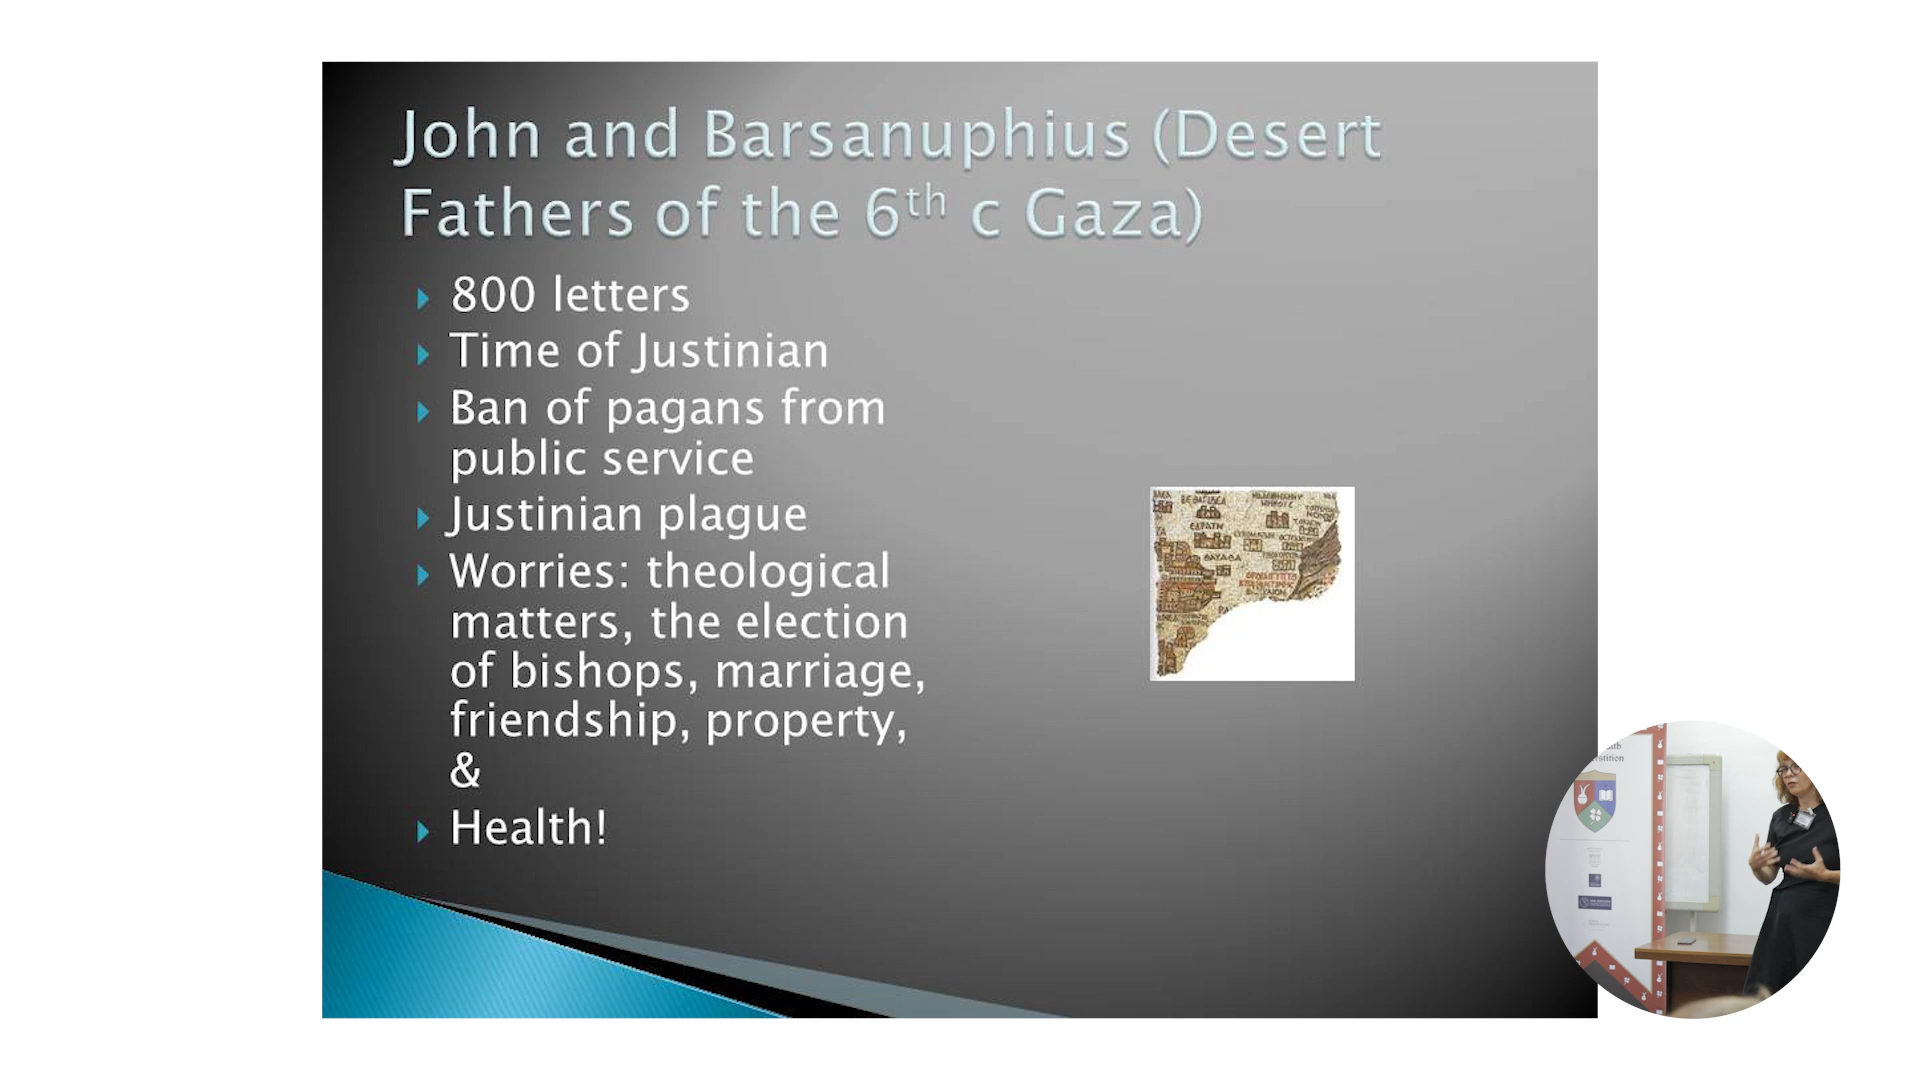 John and Barsanuphius (Desert
Fathers of the 6th c Gaza)
800 letters
Time of Justinian
Ban of pagans from
public service
Justinian plague
Worries: theological
matters, the election
of bishops, marriage,
friendship, property,
&
Health!